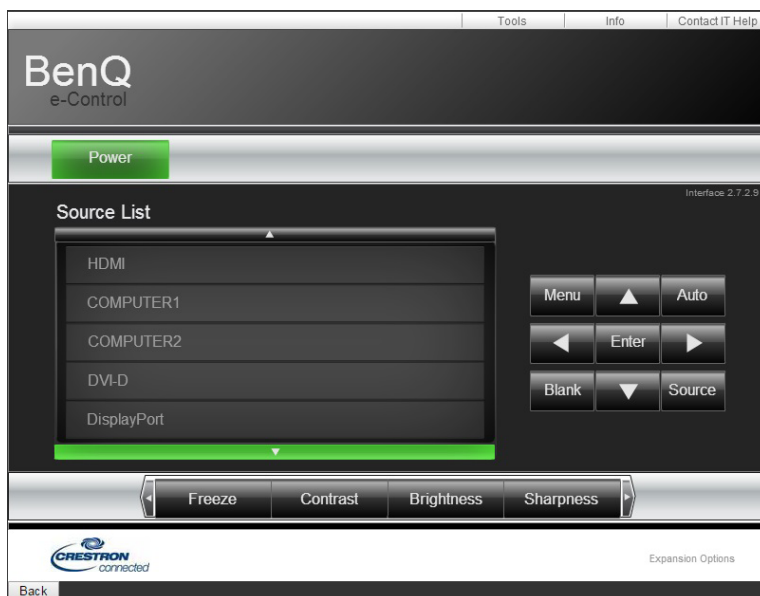 Tools Info Contact IT Help
BenQ
e-Control
Power
Interface 2.7.2.9
Source List
HDMI
COMPUTER1
COMPUTER2
DVI-D
DisplayPort
Menu Auto
Enter
Blank Source
Freeze Contrast Brightness Sharpness
CRESTRON
connected
Expansion Options
Back